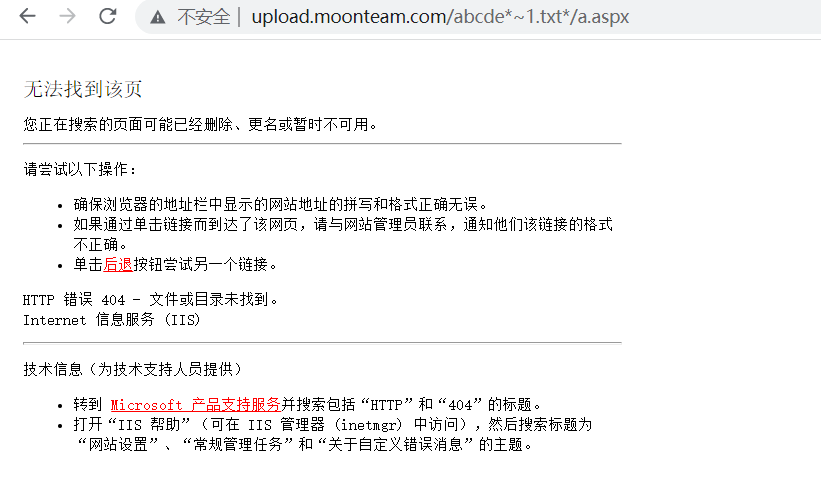 不安全 | upload.moonteam.com/abcde*~1.txt*/a.aspx
无法找到该页
您正在搜索的页面可能已经删除、更名或暂时不可用。
请尝试以下操作：
• 确保浏览器的地址栏中显示的网站地址的拼写和格式正确无误。
• 如果通过单击链接而到达了该网页，请与网站管理员联系，通知他们该链接的格式
不正确。
• 单击后退按钮尝试另一个链接。
HTTP 错误 404 - 文件或目录未找到。
Internet 信息服务 (IIS)
技术信息（为技术支持人员提供）
• 转到 Microsoft 产品支持服务并搜索包括“HTTP”和“404”的标题。
• 打开“IIS 帮助”（可在 IIS 管理器 (inetmgr) 中访问），然后搜索标题为
“网站设置”、“常规管理任务”和“关于自定义错误消息”的主题。